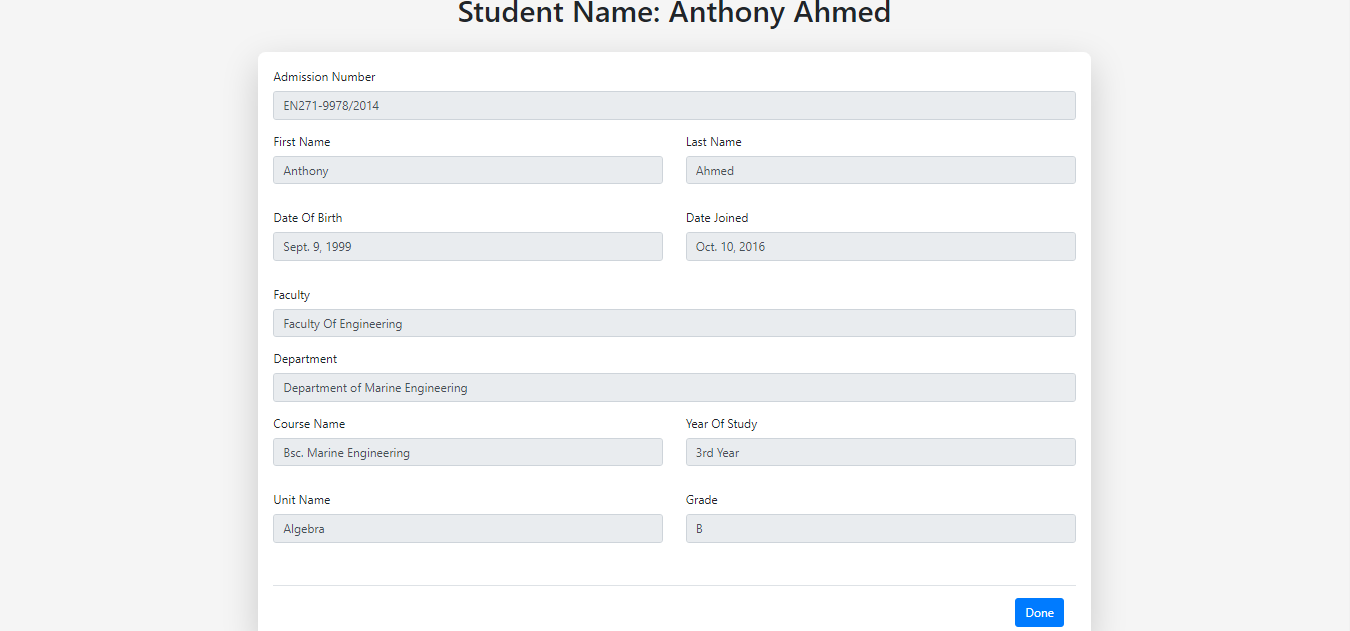 Student Name: Anthony Ahmed
Admission Number
EN271-9978/2014
First Name
Last Name
Anthony
Ahmed
Date Of Birth
Date Joined
Sept. 9, 1999
Oct. 10, 2016
Faculty
Faculty Of Engineering
Department
Department of Marine Engineering
Course Name
Year Of Study
Bsc. Marine Engineering
3rd Year
Unit Name
Grade
Algebra
B
Done